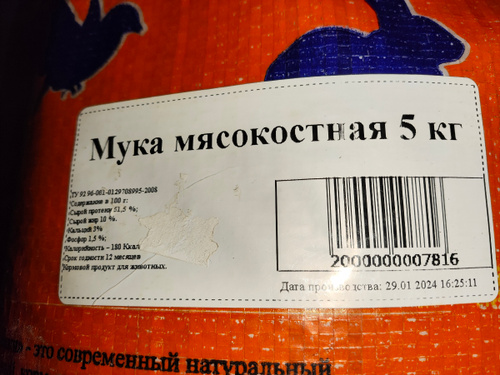 Мука мясокостная 5 кг
ТУ 92 96-001-0129708995-2008
Содержание в 100 г:
Сырой протеин 51,5 %;
Сырой жир 10 %.
Кальций 3%
Фосфор 1,5 %;
Калорийность - 180 Ккал
Срок годности 12 месяцев
Кормовой продукт для животных.
2000000007816
Дата производства: 29.01 2024 16:25:11
- это современный натуральный